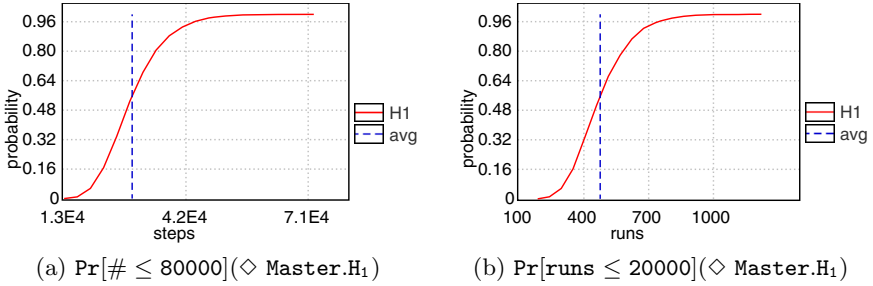 0.96
0.80
0.64
0.48
0.32
0.16
0
probability
1.3E4 4.2E4 7.1E4
steps
H1
avg
0.96
0.80
0.64
0.48
0.32
0.16
0
probability
100 400 700 1000
runs
H1
avg
(a) Pr[# ≤ 80000](◇ Master.H₁)
(b) Pr[runs ≤ 20000](◇ Master.H₁)